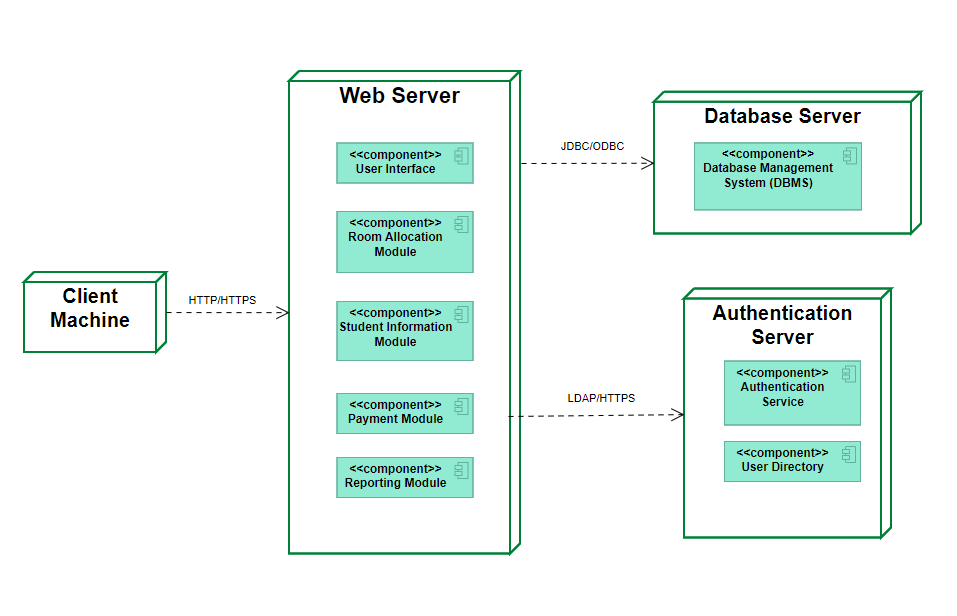 Client
Machine
HTTP/HTTPS
Web Server
<<component>>
User Interface
<<component>>
Room Allocation
Module
<<component>>
Student Information
Module
<<component>>
Payment Module
<<component>>
Reporting Module
JDBC/ODBC
Database Server
<<component>>
Database Management
System (DBMS)
LDAP/HTTPS
Authentication
Server
<<component>>
Authentication
Service
<<component>>
User Directory